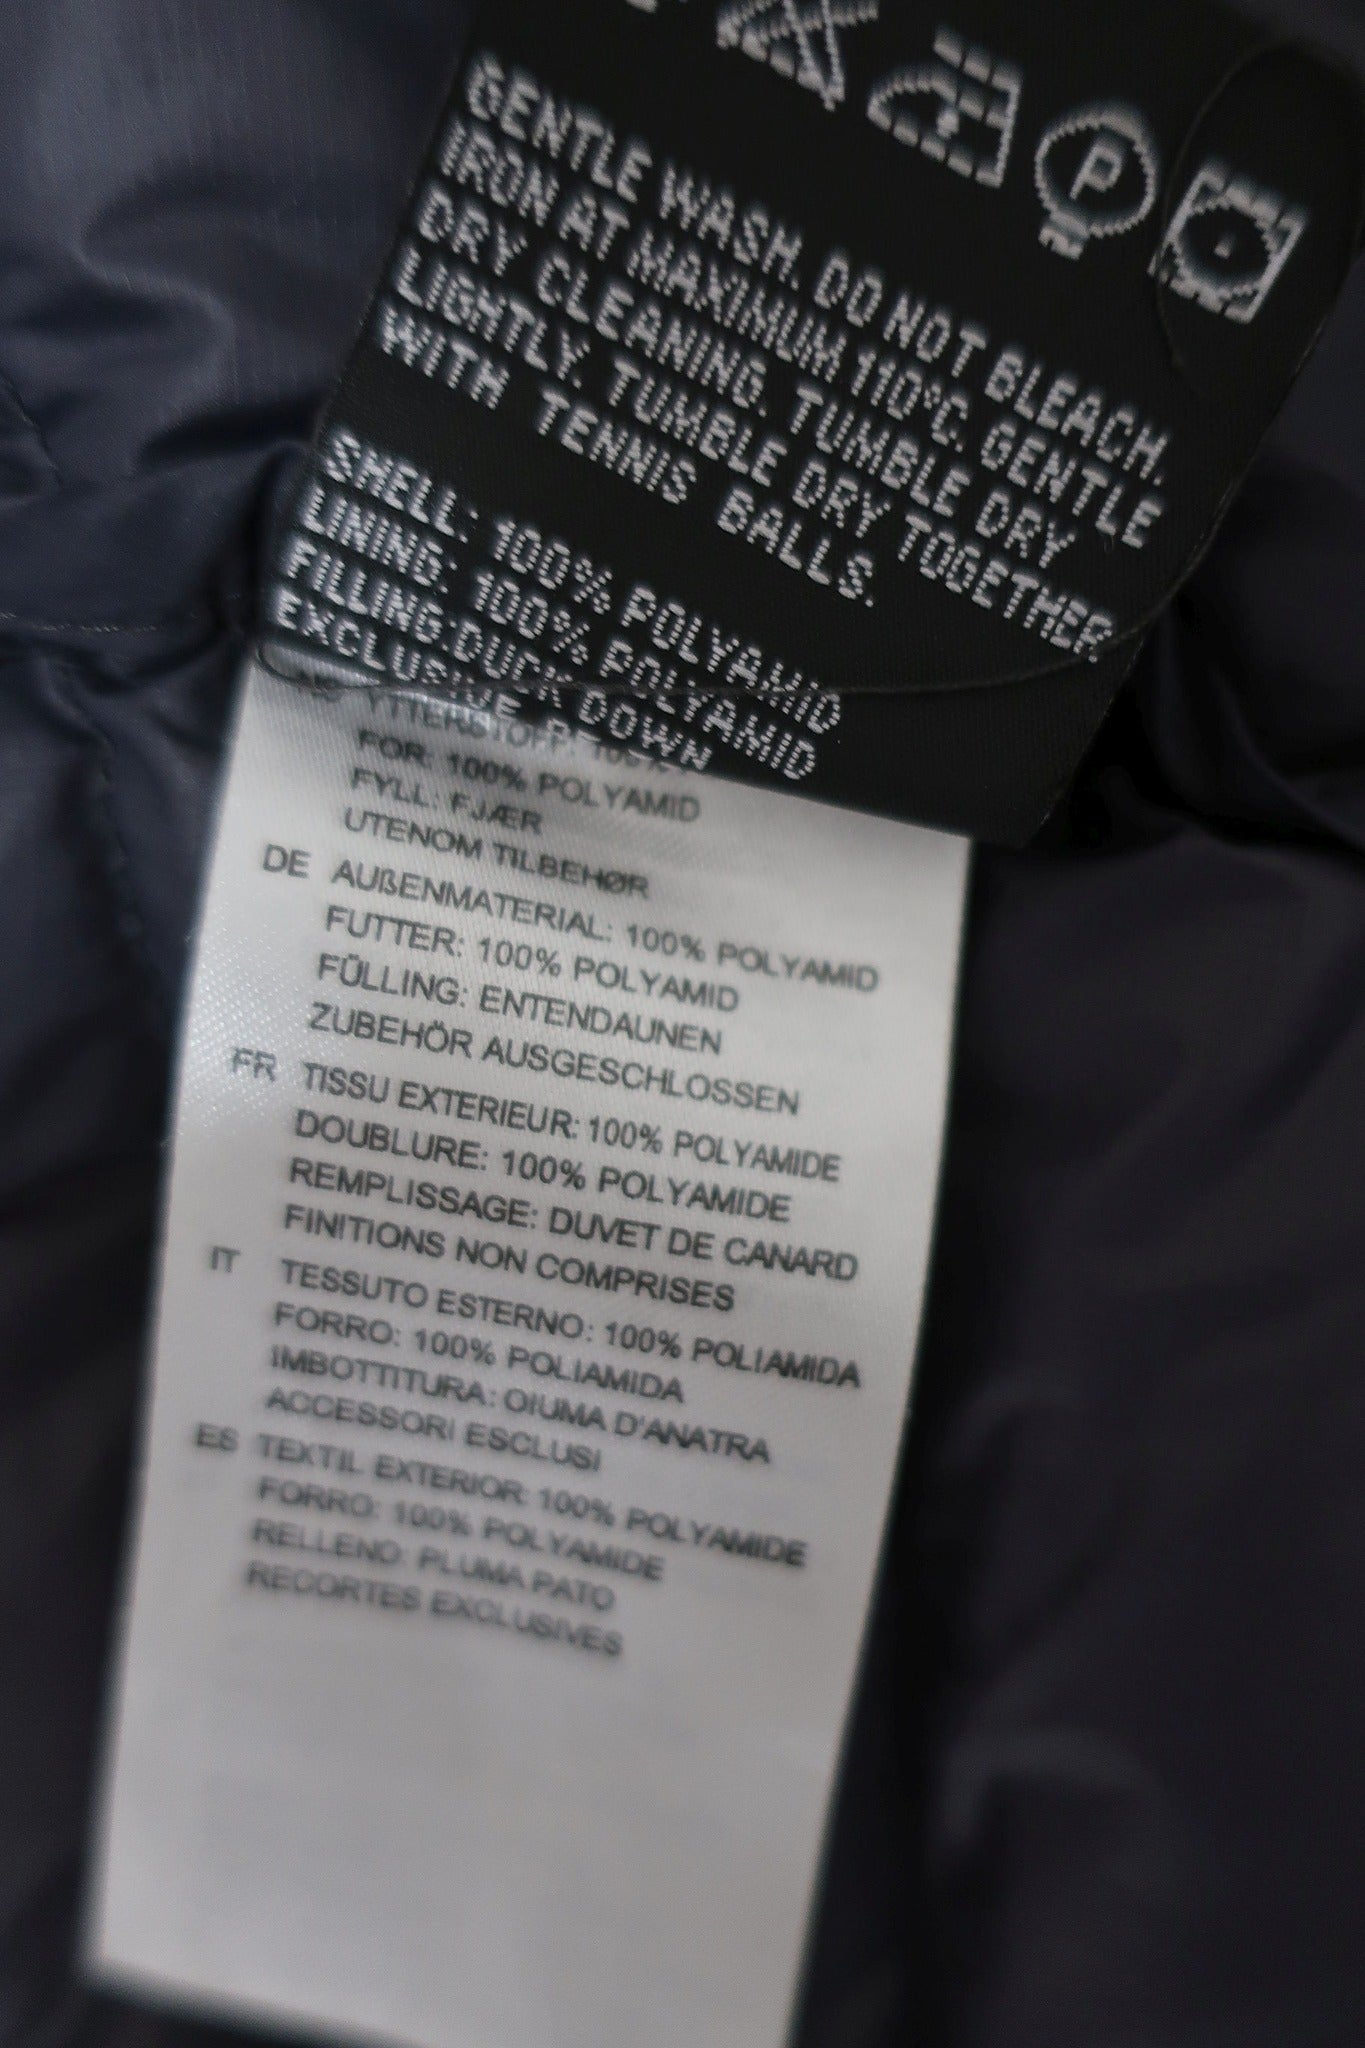 P
GENTLE WASH. DO NOT BLEACH.
IRON AT MAXIMUM 110°C. GENTLE
DRY CLEANING. TUMBLE DRY
LIGHTLY. TUMBLE DRY TOGETHER
WITH TENNIS BALLS.
SHELL: 100% POLYAMID
LINING: 100% POLYAMID
FILLING:DUCK DOWN
EXCLUSIVE
YTTERSTOFF: 100%
FOR: 100% POLYAMID
FYLL: FJÆR
UTENOM TILBEHØR
DE AUßENMATERIAL: 100% POLYAMID
FUTTER: 100% POLYAMID
FÜLLING: ENTENDAUNEN
ZUBEHÖR AUSGESCHLOSSEN
FR TISSU EXTERIEUR: 100% POLYAMIDE
DOUBLURE: 100% POLYAMIDE
REMPLISSAGE: DUVET DE CANARD
FINITIONS NON COMPRISES
IT TESSUTO ESTERNO: 100% POLIAMIDA
FORRO: 100% POLIAMIDA
IMBOTTITURA: OIUMA D'ANATRA
ACCESSORI ESCLUSI
ES TEXTIL EXTERIOR: 100% POLYAMIDE
FORRO: 100% POLYAMIDE
RELLENO: PLUMA PATO
RECORTES EXCLUSIVES